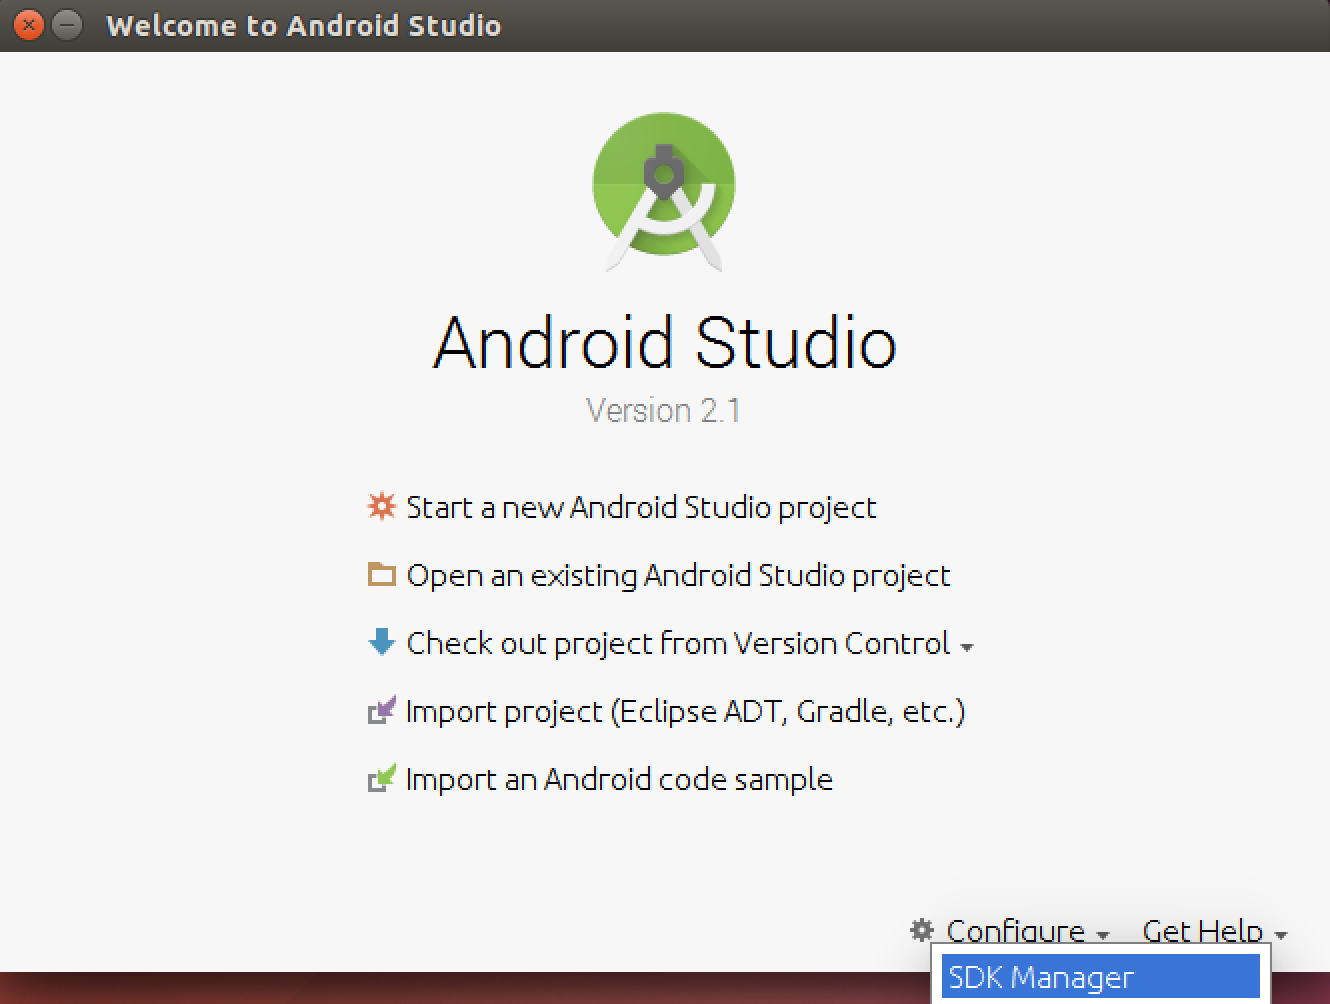 Welcome to Android Studio
Android Studio
Version 2.1
Start a new Android Studio project
Open an existing Android Studio project
Check out project from Version Control
Import project (Eclipse ADT, Gradle, etc.)
Import an Android code sample
Configure Get Help
SDK Manager